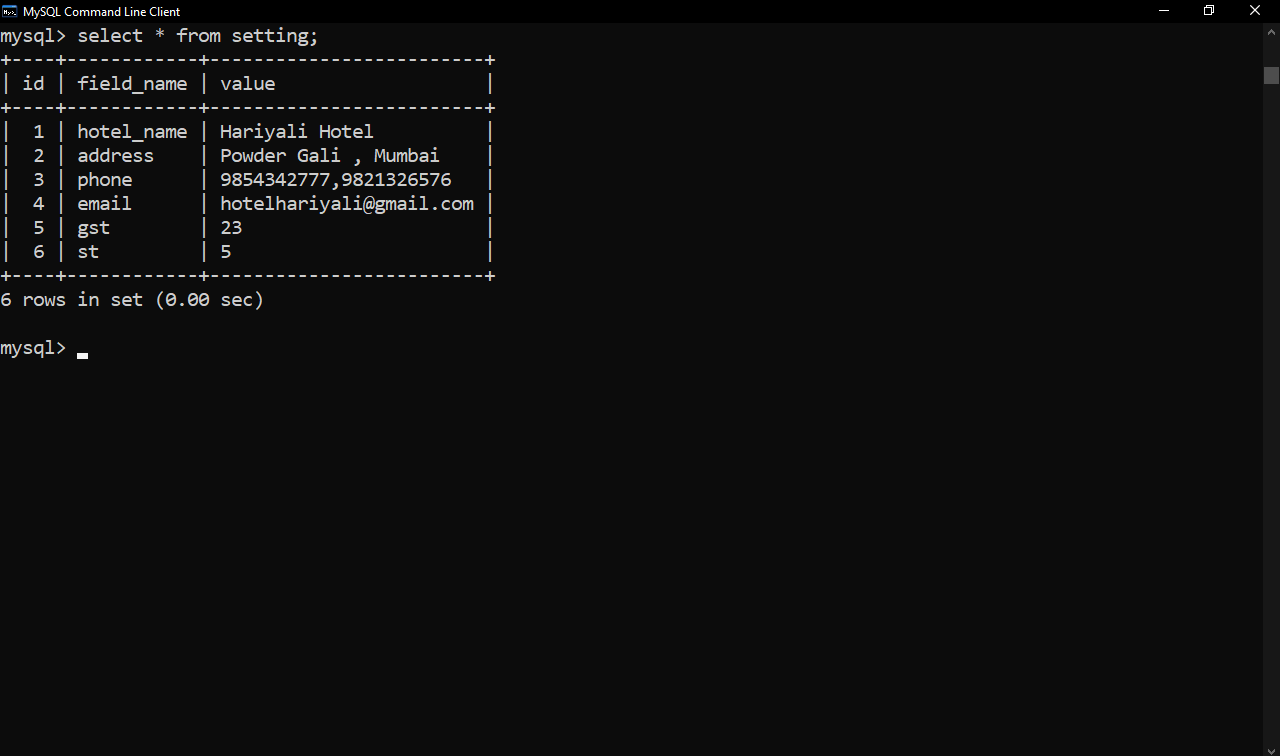 MySQL Command Line Client
mysql> select * from setting;
+----+------------+-------------------------+
| id | field_name | value                   |
+----+------------+-------------------------+
|  1 | hotel_name | Hariyali Hotel          |
|  2 | address    | Powder Gali , Mumbai    |
|  3 | phone      | 9854342777,9821326576   |
|  4 | email      | hotelhariyali@gmail.com |
|  5 | gst        | 23                      |
|  6 | st         | 5                       |
+----+------------+-------------------------+
6 rows in set (0.00 sec)
mysql>